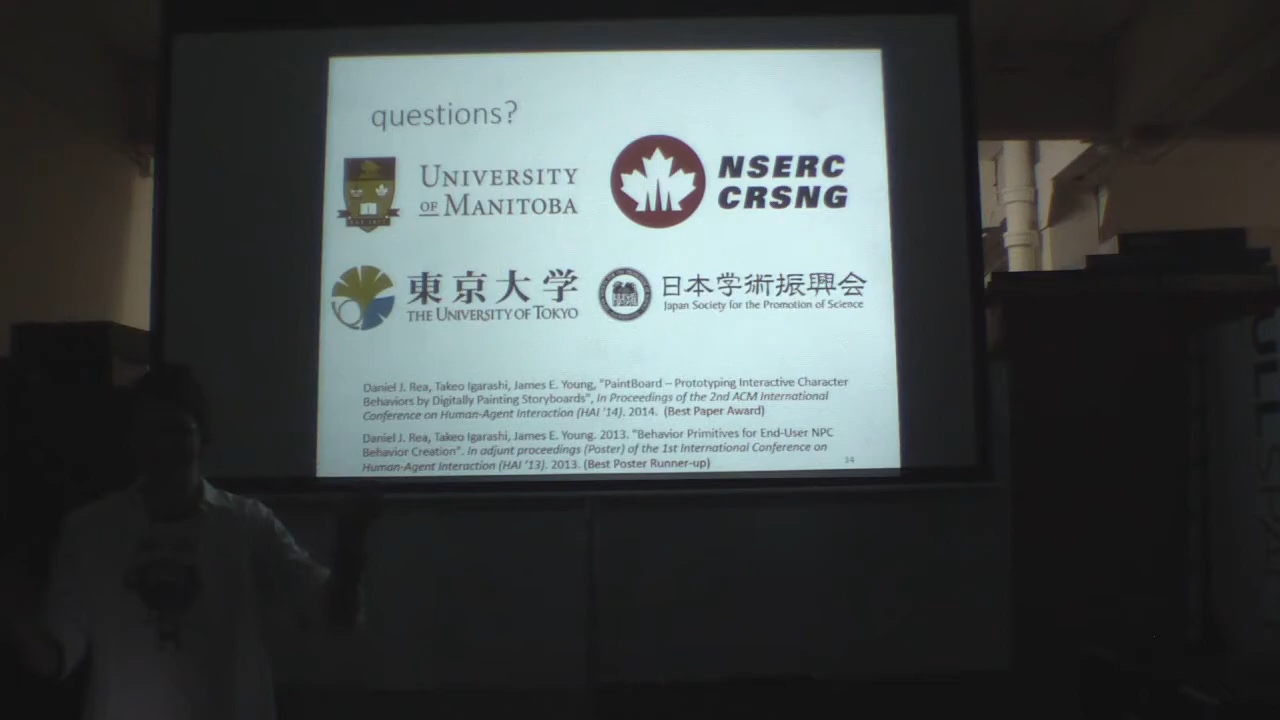 questions?
UNIVERSITY
OF MANITOBA
NSERC
CRSNG
東京大学
THE UNIVERSITY OF TOKYO
日本学術振興会
Japan Society for the Promotion of Science
Daniel J. Rea, Takeo Igarashi, James E. Young, "PaintBoard – Prototyping Interactive Character
Behaviors by Digitally Painting Storyboards", In Proceedings of the 2nd ACM International
Conference on Human-Agent Interaction (HAI '14). 2014. (Best Paper Award)
Daniel J. Rea, Takeo Igarashi, James E. Young. 2013. "Behavior Primitives for End-User NPC
Behavior Creation". In adjunt proceedings (Poster) of the 1st International Conference on
Human-Agent Interaction (HAI '13). 2013. (Best Poster Runner-up)
14